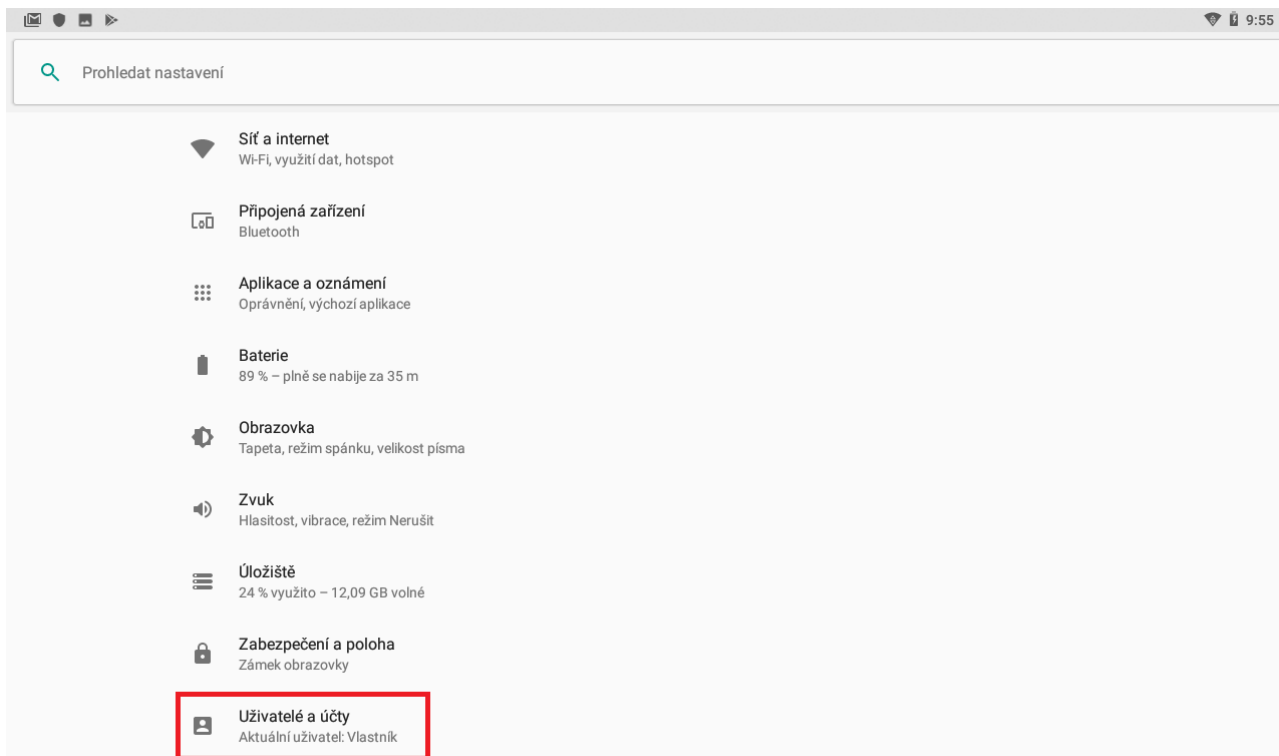 9:55
Prohledat nastavení
Síť a internet
Wi-Fi, využití dat, hotspot
Připojená zařízení
Bluetooth
Aplikace a oznámení
Oprávnění, výchozí aplikace
Baterie
89 % – plně se nabije za 35 m
Obrazovka
Tapeta, režim spánku, velikost písma
Zvuk
Hlasitost, vibrace, režim Nerušit
Úložiště
24 % využito – 12,09 GB volné
Zabezpečení a poloha
Zámek obrazovky
Uživatelé a účty
Aktuální uživatel: Vlastník